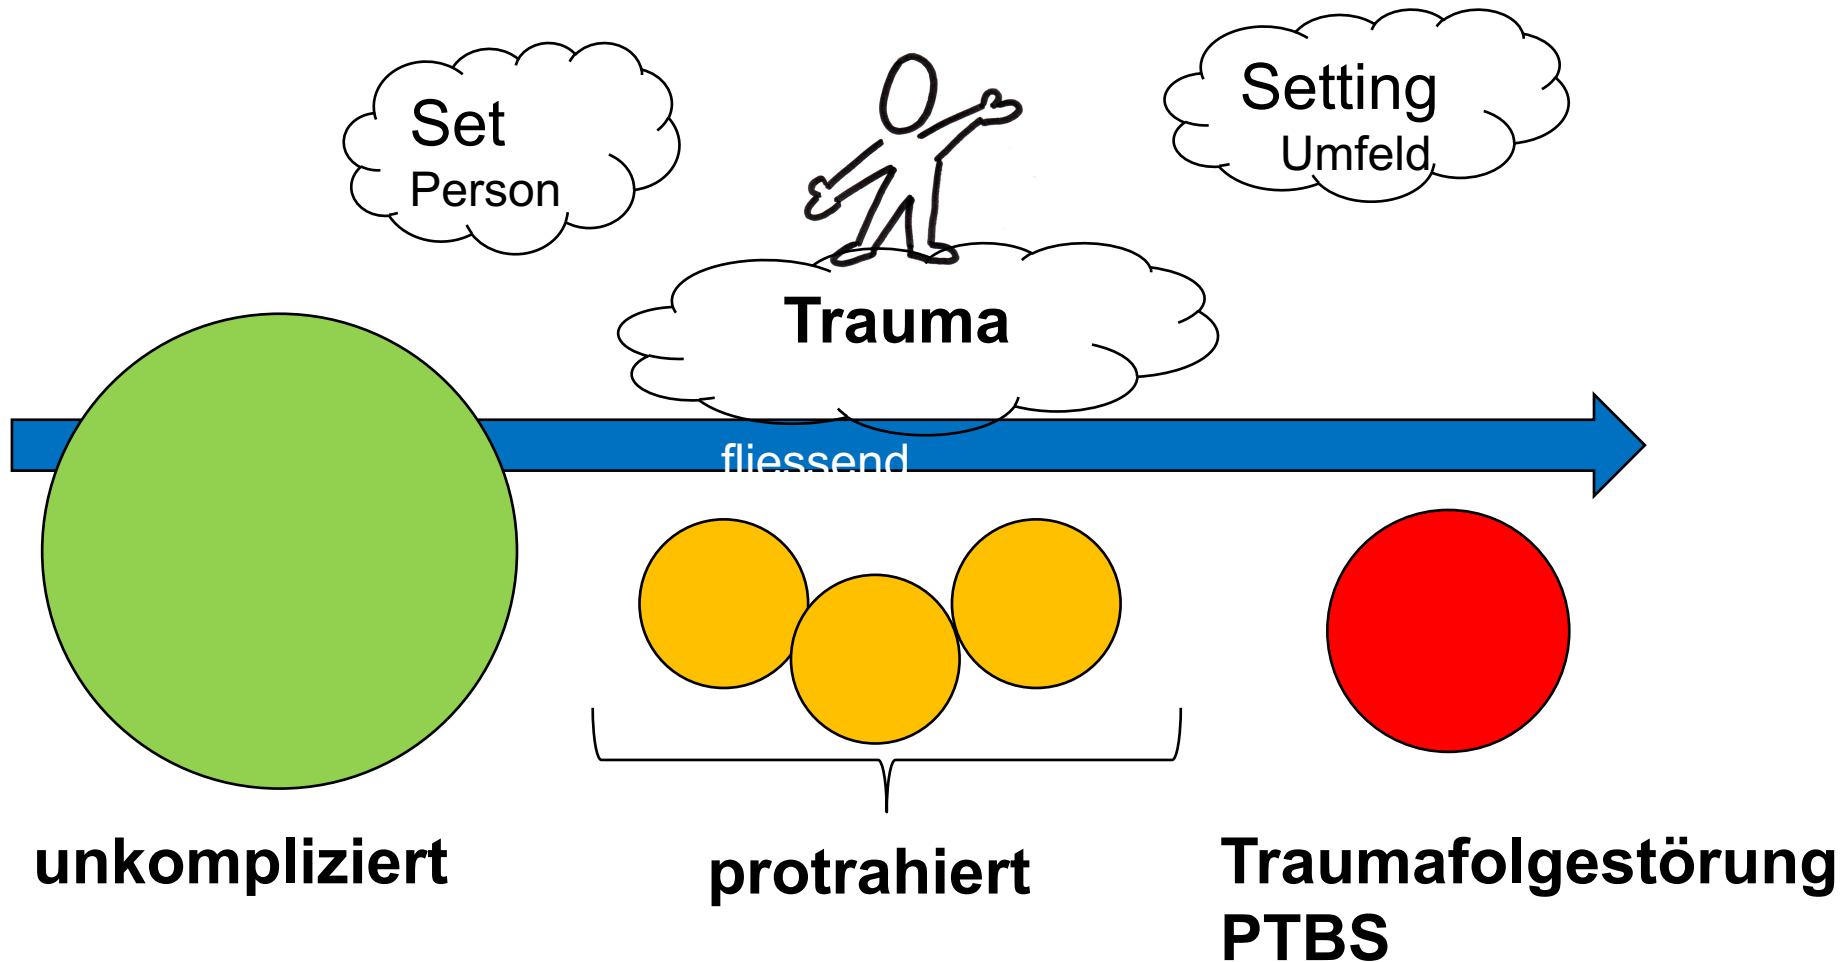 Set
Person
Setting
Umfeld
Trauma
fliessend
unkompliziert
protrahiert
Traumafolgestörung
PTBS